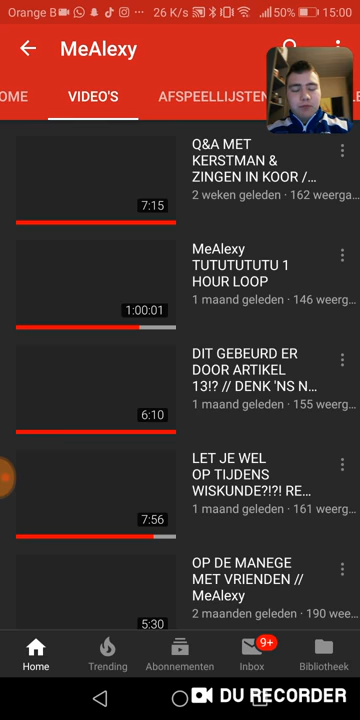 Orange B ... 26 K/s 50% 15:00
MeAlexy
OME VIDEO'S AFSPEELLIJSTEN
Q&A MET
KERSTMAN &
ZINGEN IN KOOR /...
7:15
2 weken geleden · 162 weerga...
MeAlexy
TUTUTUTUTU 1
HOUR LOOP
1:00:01
1 maand geleden · 146 weerg...
DIT GEBEURD ER
DOOR ARTIKEL
13!? // DENK 'NS N...
6:10
1 maand geleden · 155 weerg...
LET JE WEL
OP TIJDENS
WISKUNDE?!?! RE...
7:56
1 maand geleden · 161 weerg...
OP DE MANEGE
MET VRIENDEN //
MeAlexy
5:30
2 maanden geleden · 190 wee...
9+
Home Trending Abonnementen Inbox Bibliotheek
DU RECORDER